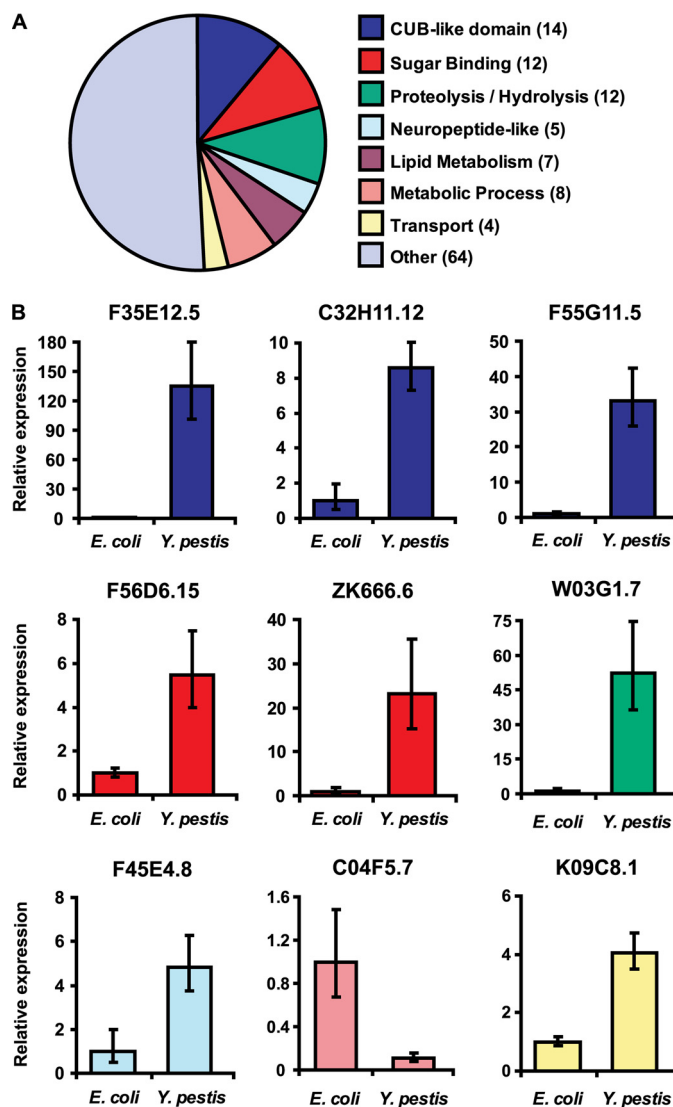 A
CUB-like domain (14)
Sugar Binding (12)
Proteolysis / Hydrolysis (12)
Neuropeptide-like (5)
Lipid Metabolism (7)
Metabolic Process (8)
Transport (4)
Other (64)
B
F35E12.5
C32H11.12
F55G11.5
Relative expression
180
150
120
90
60
30
0
10
8
6
4
2
0
50
40
30
20
10
0
E. coli Y. pestis
E. coli Y. pestis
E. coli Y. pestis
F56D6.15
ZK666.6
W03G1.7
Relative expression
8
6
4
2
0
40
30
20
10
0
75
60
45
30
15
0
E. coli Y. pestis
E. coli Y. pestis
E. coli Y. pestis
F45E4.8
C04F5.7
K09C8.1
Relative expression
8
6
4
2
0
1.6
1.2
0.8
0.4
0
6
4
2
0
E. coli Y. pestis
E. coli Y. pestis
E. coli Y. pestis